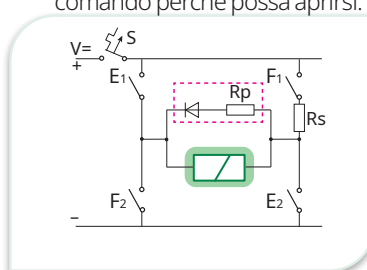 comando perché possa aprirsi.
S
V=
+
E1
F1
Rp
Rs
F2
E2
–